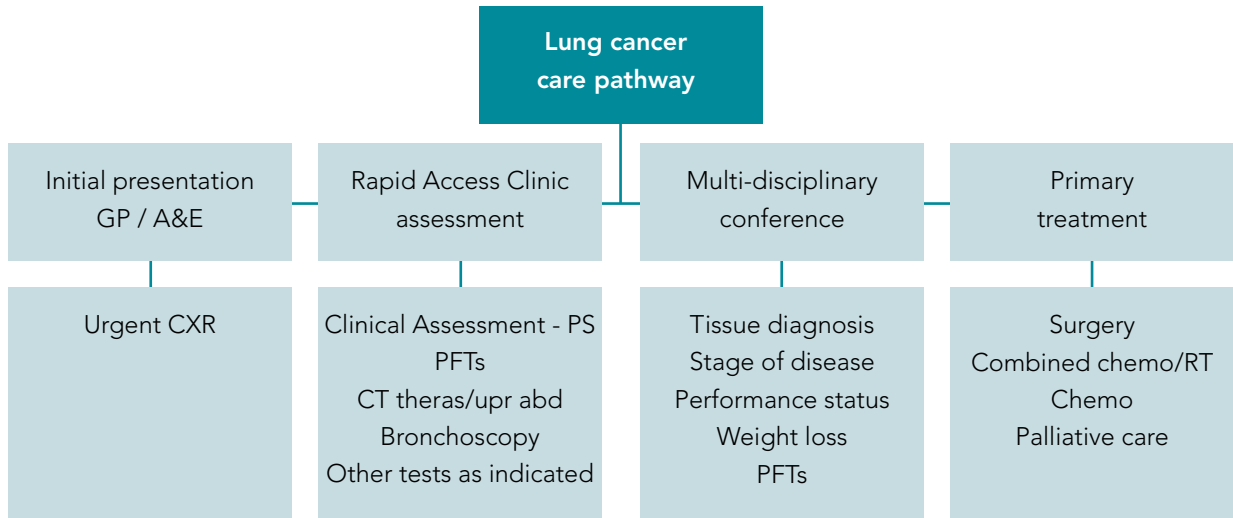 Lung cancer
care pathway
Initial presentation
GP / A&E
Rapid Access Clinic
assessment
Multi-disciplinary
conference
Primary
treatment
Urgent CXR
Clinical Assessment - PS
PFTs
CT theras/upr abd
Bronchoscopy
Other tests as indicated
Tissue diagnosis
Stage of disease
Performance status
Weight loss
PFTs
Surgery
Combined chemo/RT
Chemo
Palliative care